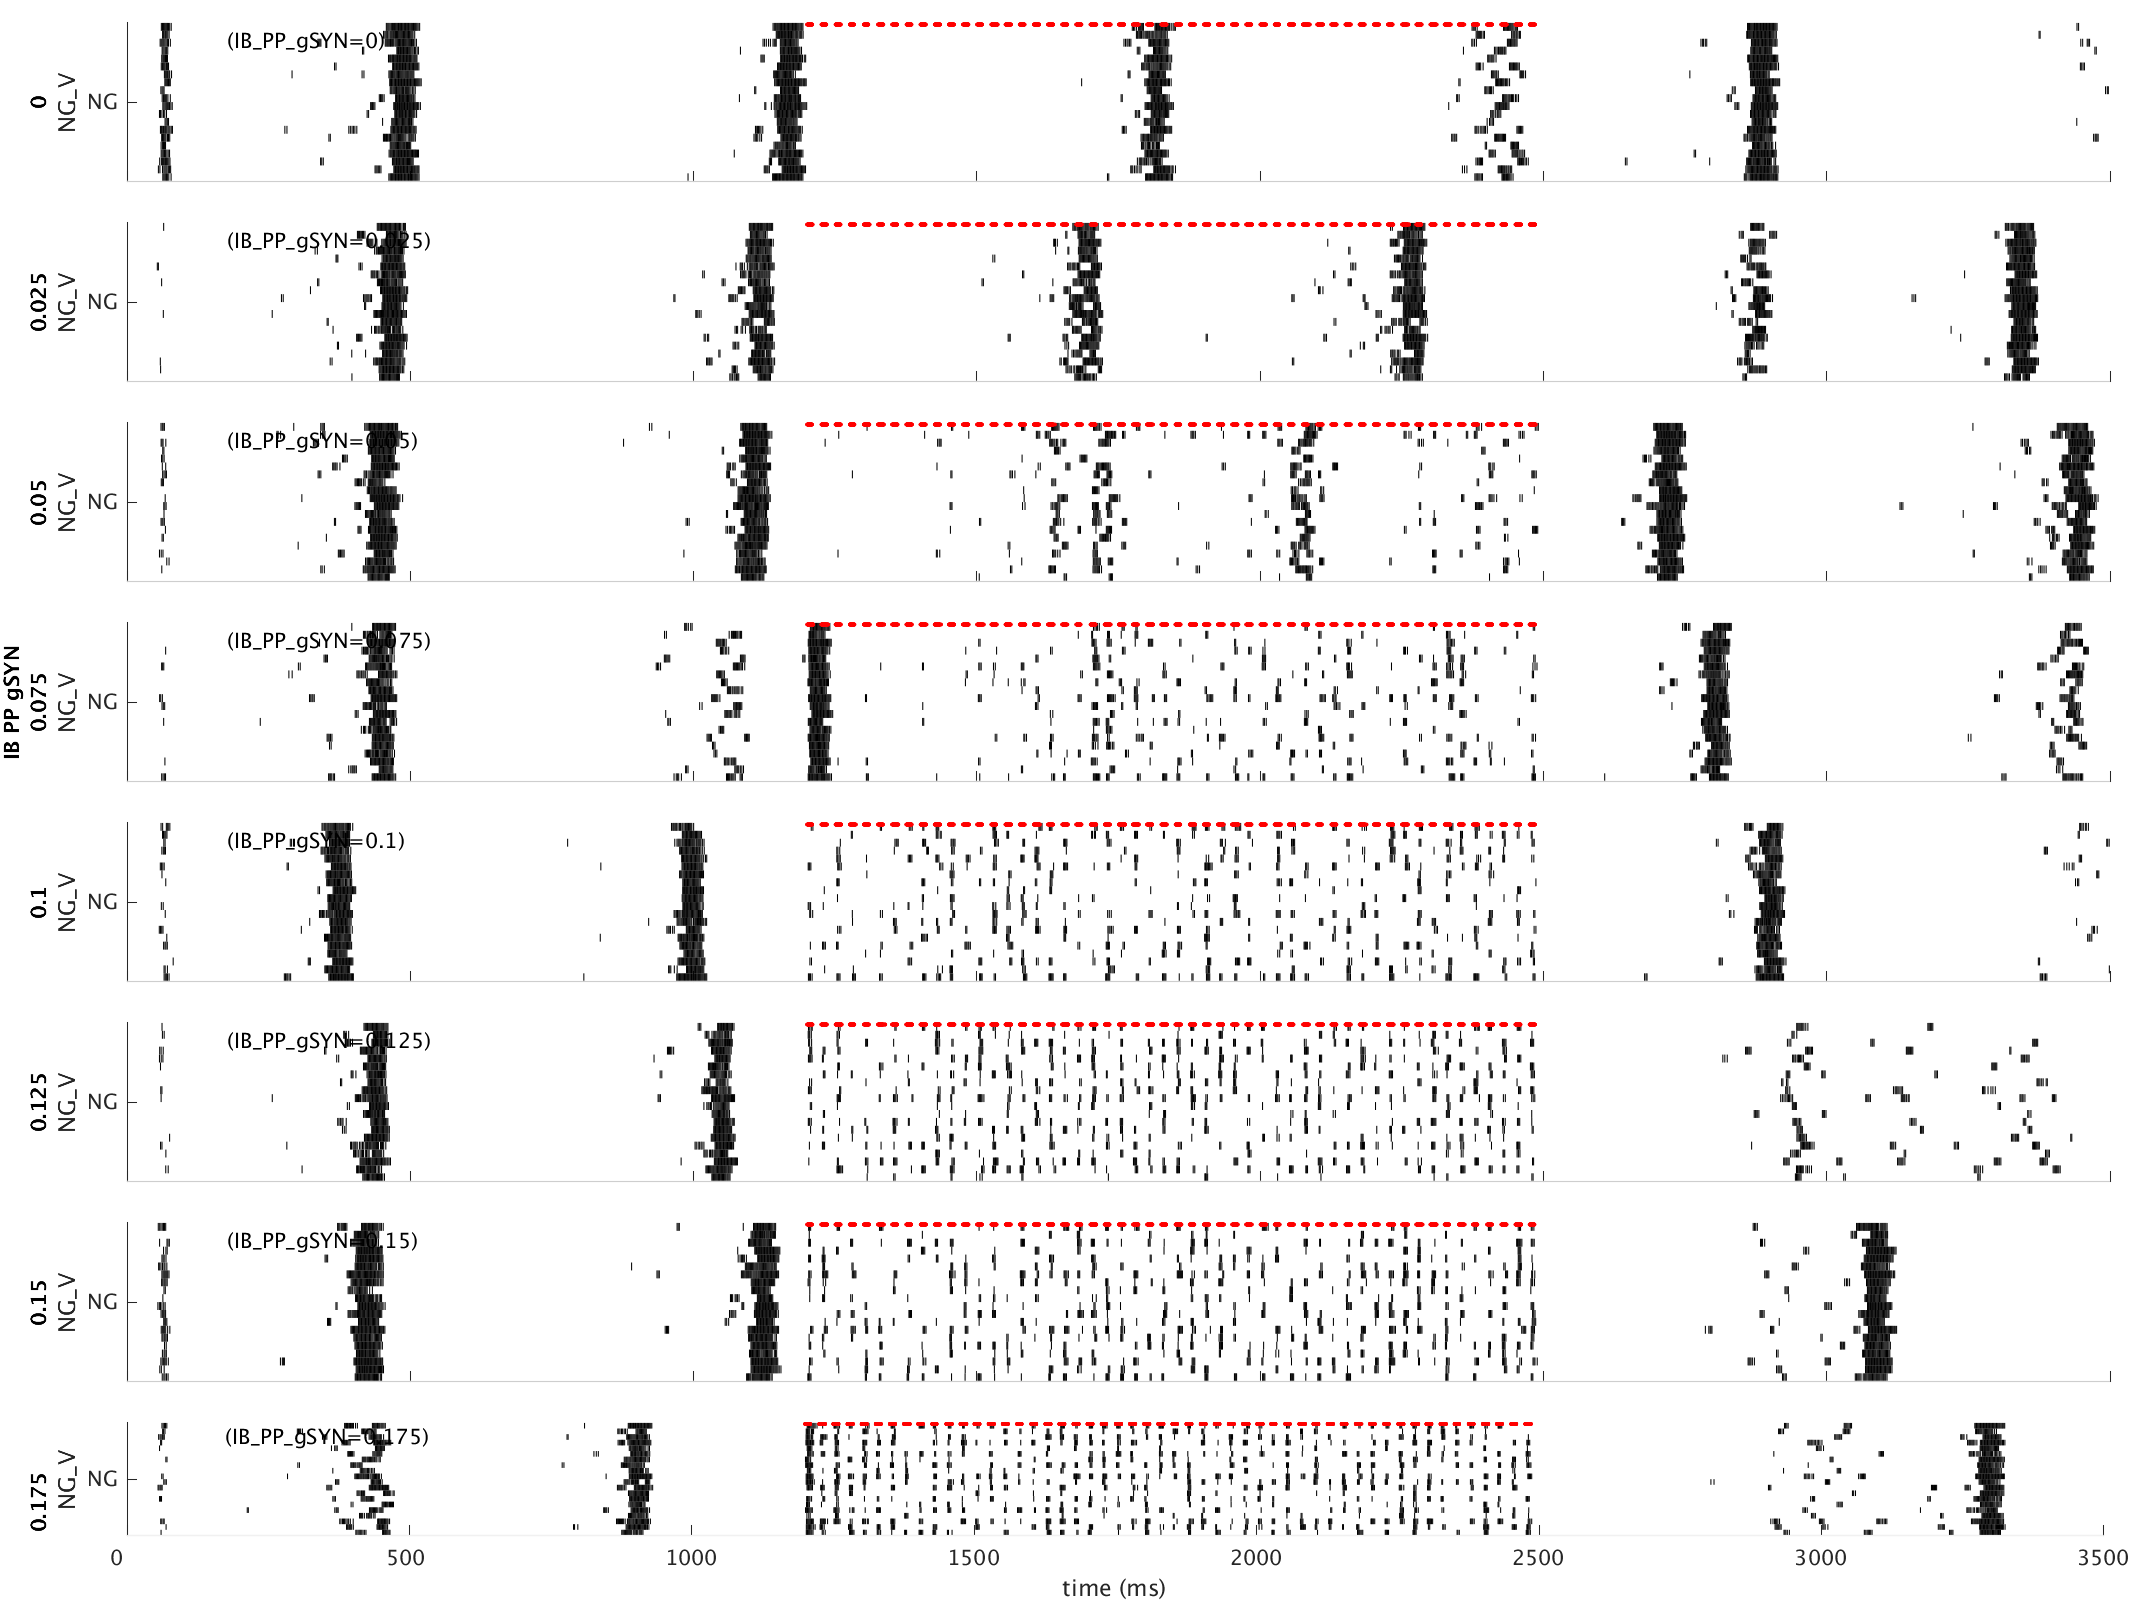 IB PP gSYN
0
NG_V
NG
(IB_PP_gSYN=0)
0.025
NG_V
NG
(IB_PP_gSYN=0.025)
0.05
NG_V
NG
(IB_PP_gSYN=0.05)
0.075
NG_V
NG
(IB_PP_gSYN=0.075)
0.1
NG_V
NG
(IB_PP_gSYN=0.1)
0.125
NG_V
NG
(IB_PP_gSYN=0.125)
0.15
NG_V
NG
(IB_PP_gSYN=0.15)
0.175
NG_V
NG
(IB_PP_gSYN=0.175)
0 500 1000 1500 2000 2500 3000 3500
time (ms)